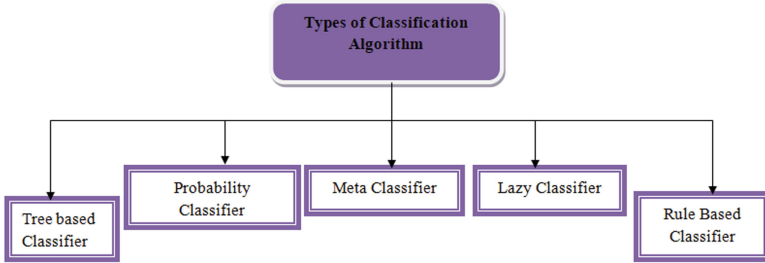 Types of Classification
Algorithm
Tree based
Classifier
Probability
Classifier
Meta Classifier
Lazy Classifier
Rule Based
Classifier